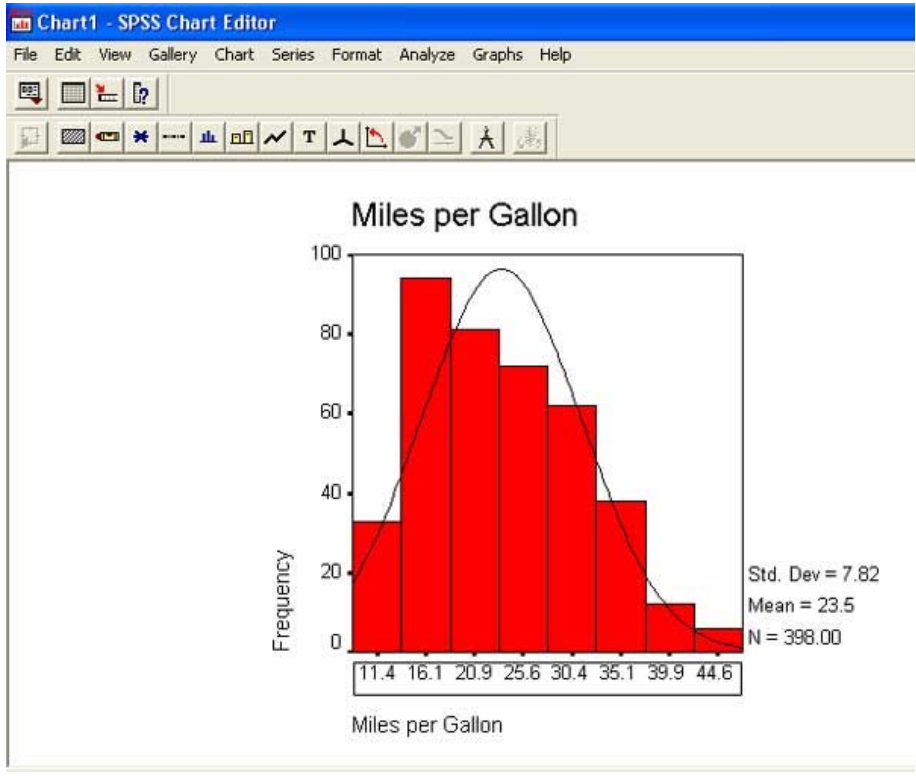 Chart1 - SPSS Chart Editor
File Edit View Gallery Chart Series Format Analyze Graphs Help
T
Miles per Gallon
100
80
60
40
20
0
Frequency
Std. Dev = 7.82
Mean = 23.5
N = 398.00
11.4 16.1 20.9 25.6 30.4 35.1 39.9 44.6
Miles per Gallon